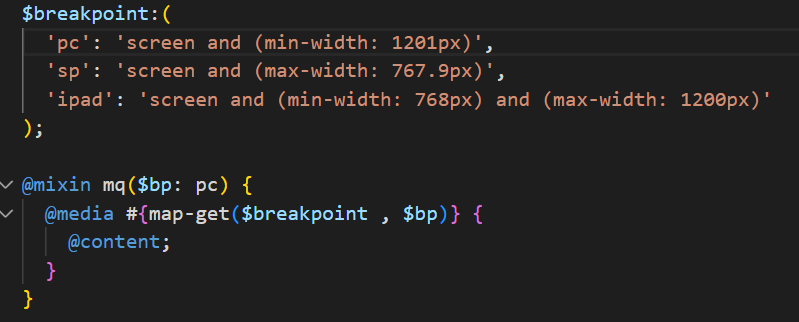 $breakpoint:(
  'pc': 'screen and (min-width: 1201px)',
  'sp': 'screen and (max-width: 767.9px)',
  'ipad': 'screen and (min-width: 768px) and (max-width: 1200px)'
);

@mixin mq($bp: pc) {
  @media #{map-get($breakpoint , $bp)} {
    @content;
  }
}